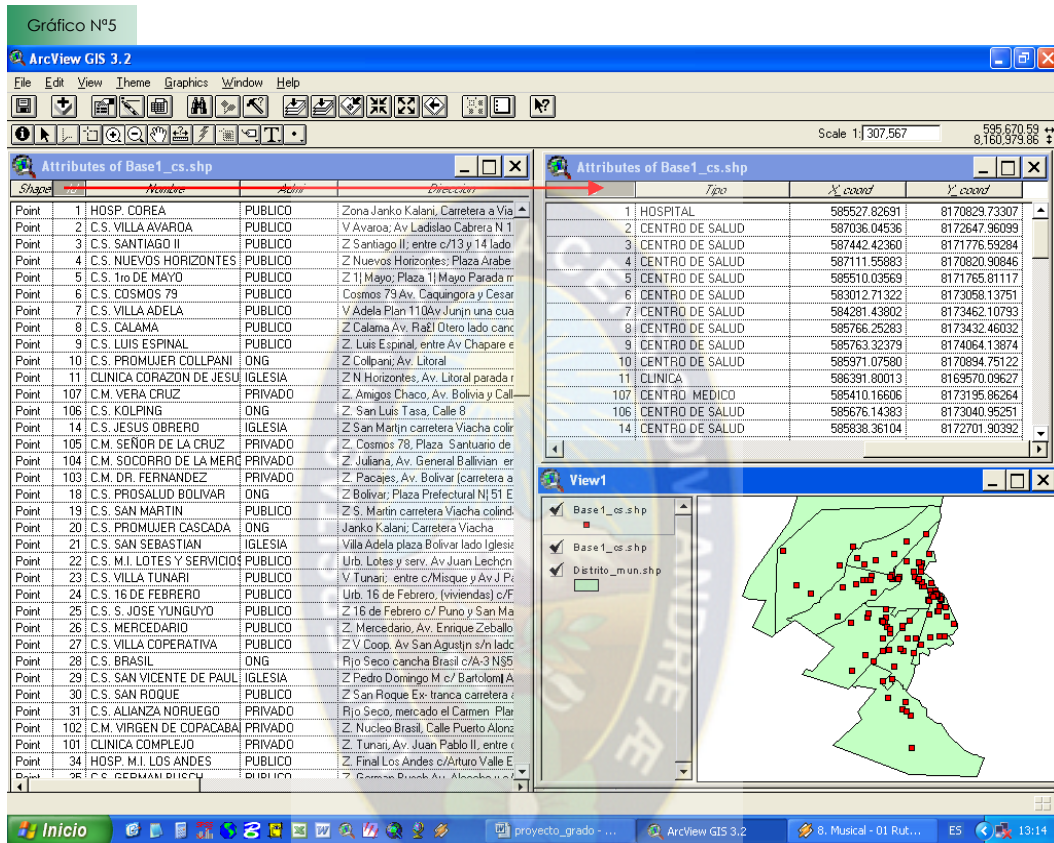 Gráfico Nº5
ArcView GIS 3.2
File Edit View Theme Graphics Window Help
Scale 1: 307,567
595,670.59
8,160,979.86
Attributes of Base1_cs.shp
Shape Id Nombre Admi Direccion
Point 1 HOSP. COREA PUBLICO Zona Janko Kalani, Carretera a Via
Point 2 C.S. VILLA AVAROA PUBLICO V Avaroa; Av Ladislao Cabrera N 1
Point 3 C.S. SANTIAGO II PUBLICO Z Santiago II; entre c/13 y 14 lado
Point 4 C.S. NUEVOS HORIZONTES PUBLICO Z Nuevos Horizontes; Plaza Arabe
Point 5 C.S. 1ro DE MAYO PUBLICO Z 1¦ Mayo; Plaza 1¦ Mayo Parada m
Point 6 C.S. COSMOS 79 PUBLICO Cosmos 79 Av. Caquingora y Cesar
Point 7 C.S. VILLA ADELA PUBLICO V Adela Plan 110Av Junjn una cua
Point 8 C.S. CALAMA PUBLICO Z Calama Av. Ra£l Otero lado canc
Point 9 C.S. LUIS ESPINAL PUBLICO Z. Luis Espinal, entre Av Chapare e
Point 10 C.S. PROMUJER COLLPANI ONG Z Collpani; Av. Litoral
Point 11 CLINICA CORAZON DE JESU IGLESIA Z N Horizontes, Av. Litoral parada r
Point 107 C.M. VERA CRUZ PRIVADO Z. Amigos Chaco, Av. Bolivia y Call
Point 106 C.S. KOLPING ONG Z. San Luis Tasa, Calle 8
Point 14 C.S. JESUS OBRERO IGLESIA Z San Martjn carretera Viacha colir
Point 105 C.M. SEÑOR DE LA CRUZ PRIVADO Z. Cosmos 78, Plaza Santuario de
Point 104 C.M. SOCORRO DE LA MERC PRIVADO Z. Juliana, Av. General Ballivian er
Point 103 C.M. DR. FERNANDEZ PRIVADO Z. Pacajes, Av. Bolivar (carretera a
Point 18 C.S. PROSALUD BOLIVAR ONG Z Bolivar; Plaza Prefectural N¦ 51 E
Point 19 C.S. SAN MARTIN PUBLICO Z S. Martin carretera Viacha colind
Point 20 C.S. PROMUJER CASCADA ONG Janko Kalani; Carretera Viacha
Point 21 C.S. SAN SEBASTIAN IGLESIA Villa Adela plaza Bolivar lado Iglesia
Point 22 C.S. M.I. LOTES Y SERVICIOS PUBLICO Urb. Lotes y serv. Av Juan Lechcn
Point 23 C.S. VILLA TUNARI PUBLICO V Tunari; entre c/Misque y Av J Pa
Point 24 C.S. 16 DE FEBRERO PUBLICO Urb. 16 de Febrero, (viviendas) c/F
Point 25 C.S. S. JOSE YUNGUYO PUBLICO Z 16 de Febrero c/ Puno y San Ma
Point 26 C.S. MERCEDARIO PUBLICO Z. Mercedario, Av. Enrique Zeballo
Point 27 C.S. VILLA COPERATIVA PUBLICO Z V Coop. Av San Agustjn s/n ladc
Point 28 C.S. BRASIL ONG Rjo Seco cancha Brasil c/A-3 N§5
Point 29 C.S. SAN VICENTE DE PAUL IGLESIA Z Pedro Domingo M c/ Bartolom¦ A
Point 30 C.S. SAN ROQUE PUBLICO Z San Roque Ex- tranca carretera a
Point 31 C.S. ALIANZA NORUEGO PRIVADO Rjo Seco, mercado el Carmen Plar
Point 102 C.M. VIRGEN DE COPACABA PRIVADO Z. Nucleo Brasil, Calle Puerto Alonz
Point 101 CLINICA COMPLEJO PRIVADO Z. Tunari, Av. Juan Pablo II, entre c
Point 34 HOSP. M.I. LOS ANDES PUBLICO Z. Final Los Andes c/Arturo Valle E
Point 35 C.S. GERMAN BUSCH PUBLICO Z. German Busch Av.
Attributes of Base1_cs.shp
Tipo X_coord Y_coord
1 HOSPITAL 585527.82691 8170829.73307
2 CENTRO DE SALUD 587036.04536 8172647.96099
3 CENTRO DE SALUD 587442.42360 8171776.59284
4 CENTRO DE SALUD 587111.55883 8170820.90846
5 CENTRO DE SALUD 585510.03569 8171765.81117
6 CENTRO DE SALUD 583012.71322 8173058.13751
7 CENTRO DE SALUD 584281.43802 8173462.10793
8 CENTRO DE SALUD 585766.25283 8173432.46032
9 CENTRO DE SALUD 585763.32379 8174064.13874
10 CENTRO DE SALUD 585971.07580 8170894.75122
11 CLINICA 586391.80013 8169570.09627
107 CENTRO MEDICO 585410.16606 8173195.86264
106 CENTRO DE SALUD 585676.14383 8173040.95251
14 CENTRO DE SALUD 585838.36104 8172701.90392
View1
Base1_cs.shp
Base1_cs.shp
Distrito_mun.shp
Inicio
proyecto_grado - ...
ArcView GIS 3.2
8. Musical - 01 Rut...
ES
13:14